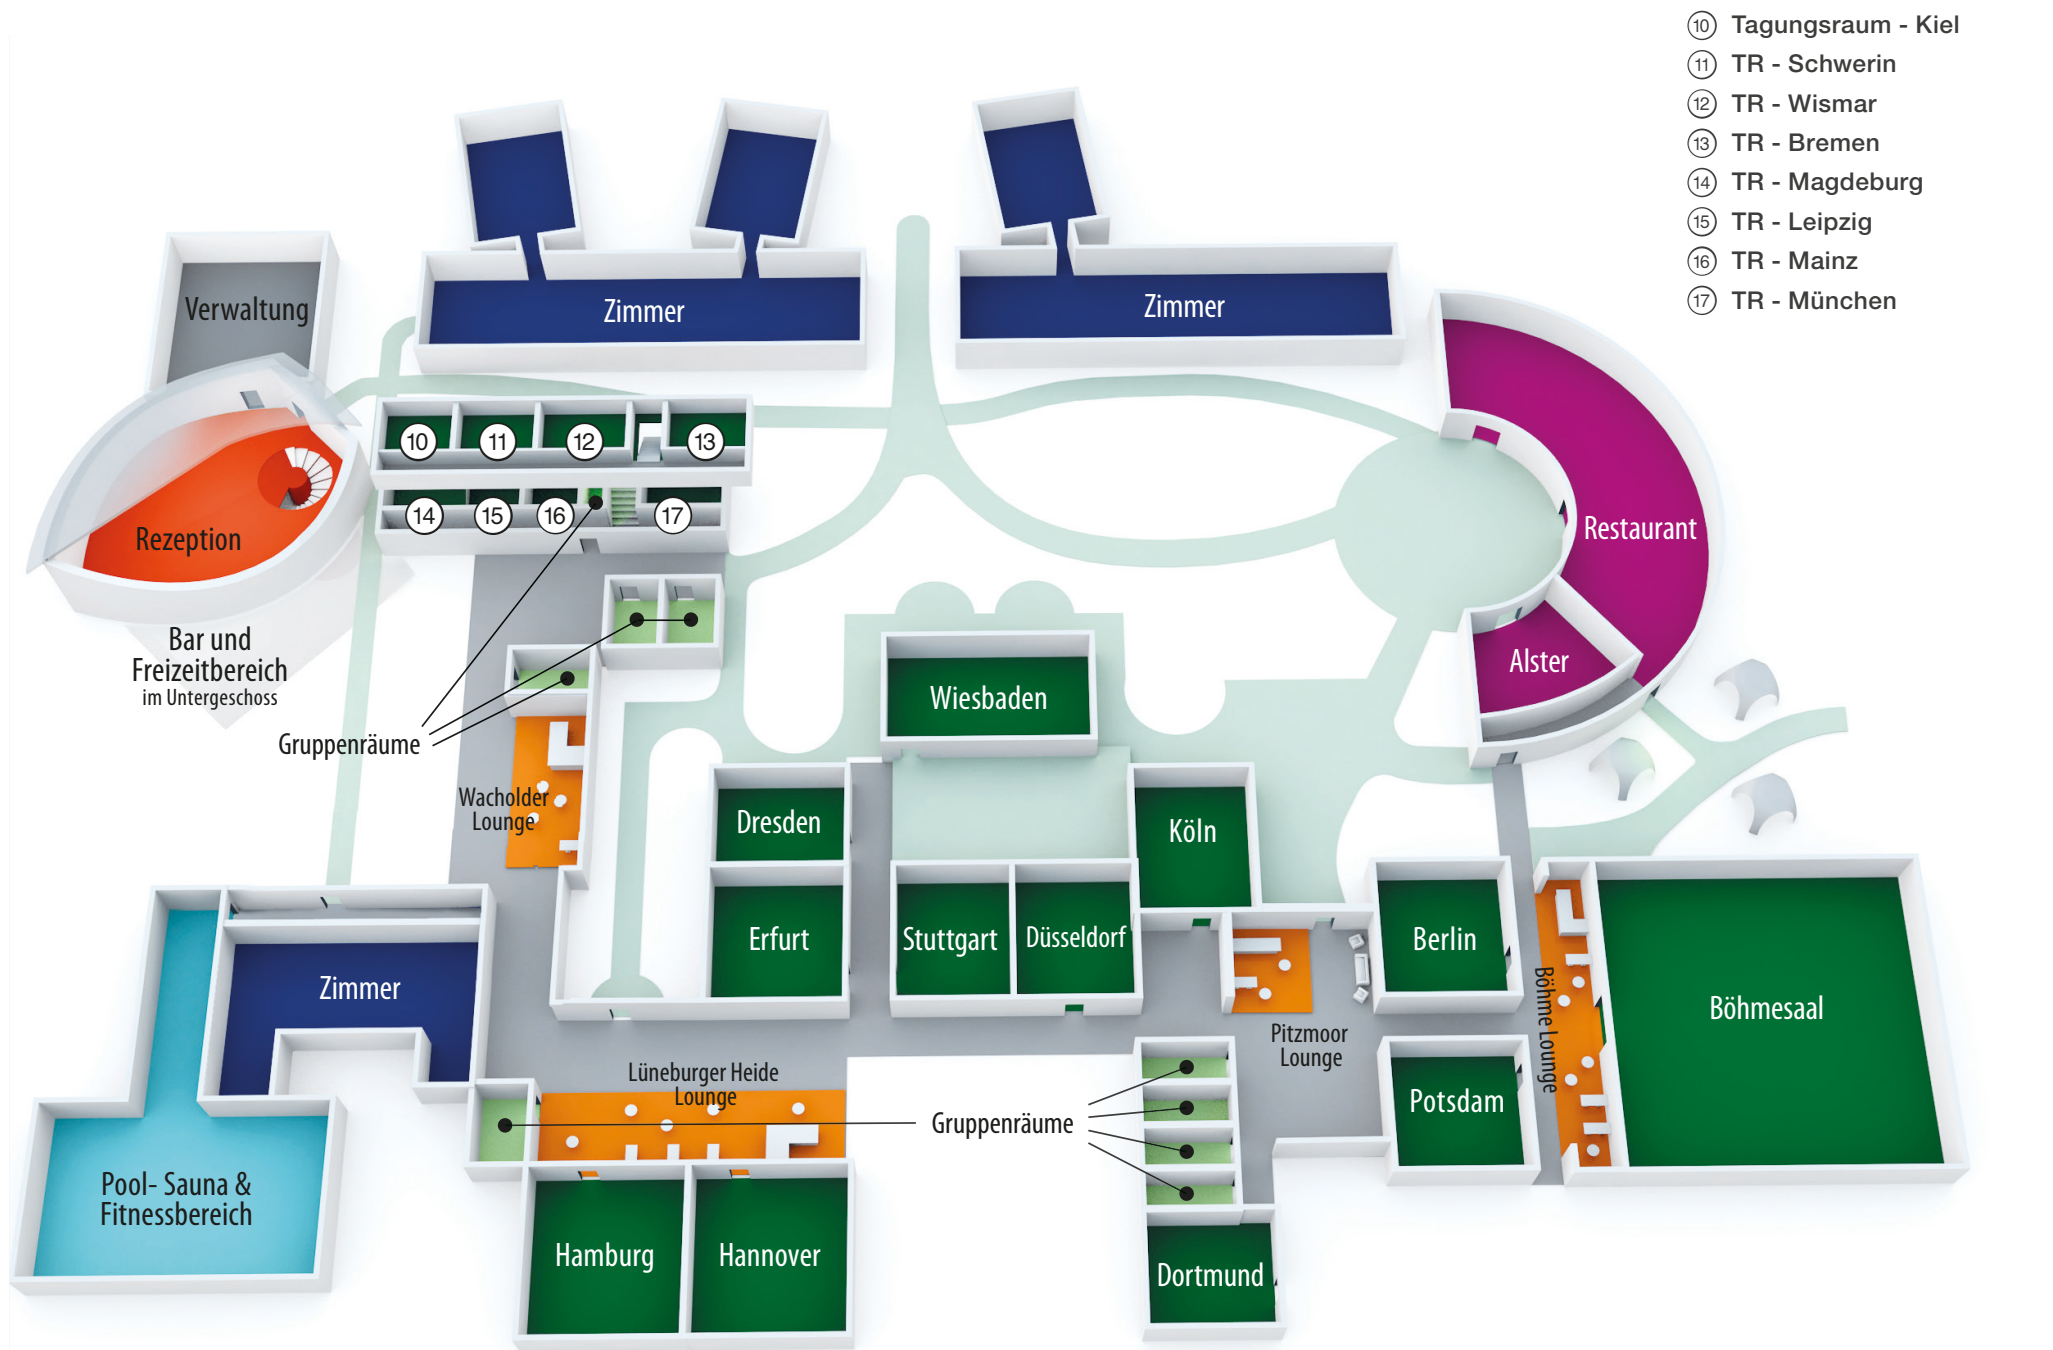 10 Tagungsraum - Kiel
11 TR - Schwerin
12 TR - Wismar
13 TR - Bremen
14 TR - Magdeburg
15 TR - Leipzig
16 TR - Mainz
17 TR - München
Verwaltung
Zimmer
Zimmer
10
11
12
13
14
15
16
17
Rezeption
Restaurant
Bar und
Freizeitbereich
im Untergeschoss
Alster
Wiesbaden
Gruppenräume
Wacholder
Lounge
Dresden
Köln
Erfurt
Stuttgart
Düsseldorf
Berlin
Zimmer
Böhme Lounge
Böhmesaal
Pitzmoor
Lounge
Lüneburger Heide
Lounge
Potsdam
Gruppenräume
Pool- Sauna &
Fitnessbereich
Hamburg
Hannover
Dortmund